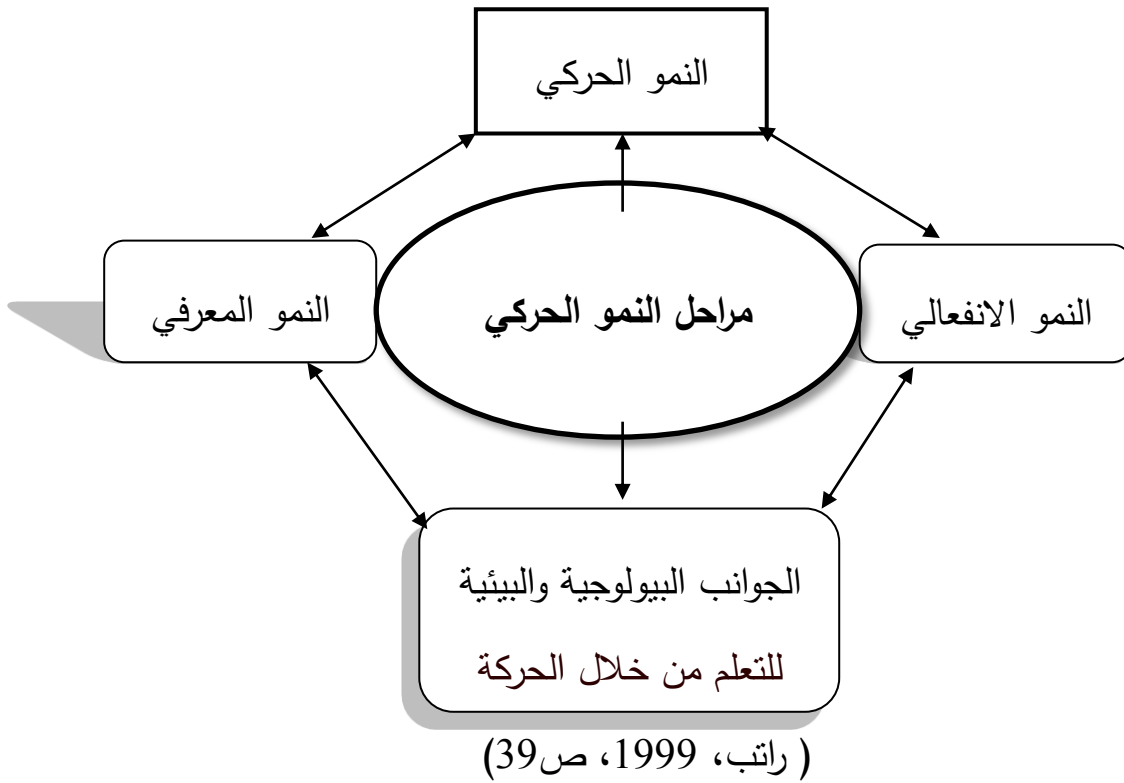 النمو الحركي
النمو الانفعالي
مراحل النمو الحركي
النمو المعرفي
الجوانب البيولوجية والبيئية
للتعلم من خلال الحركة
( راتب، 1999، ص39)